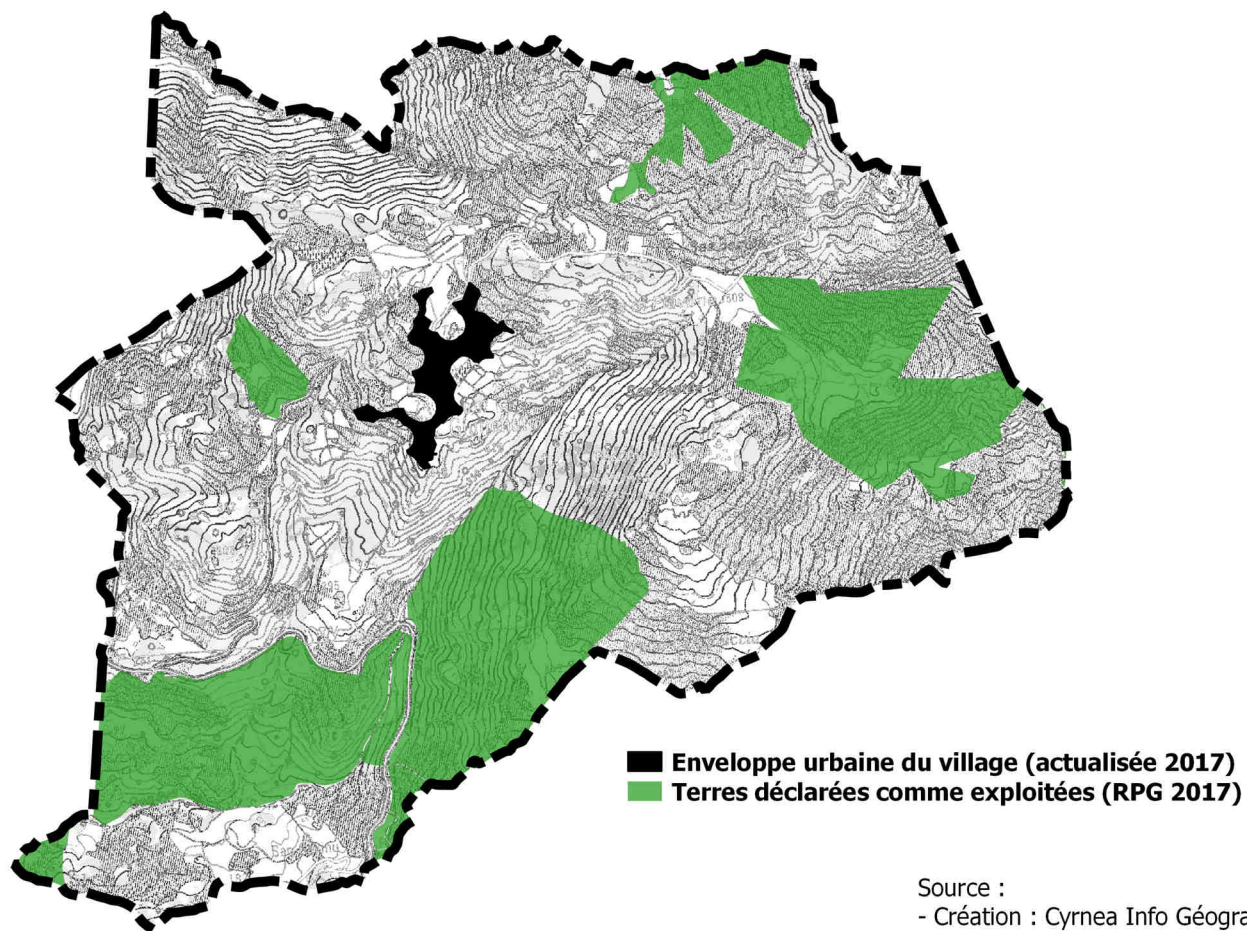 Enveloppe urbaine du village (actualisée 2017)
Terres déclarées comme exploitées (RPG 2017)
Source :
- Création : Cyrnea Info Géogra